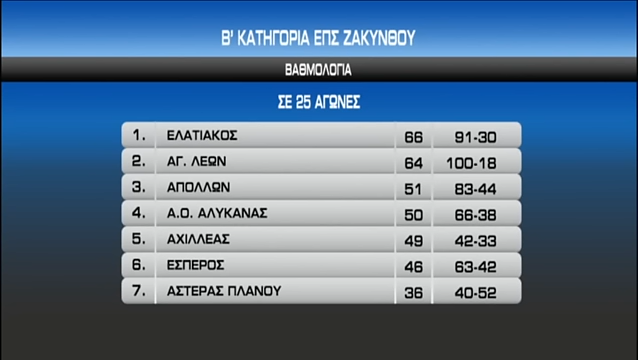 Β' ΚΑΤΗΓΟΡΙΑ ΕΠΣ ΖΑΚΥΝΘΟΥ
ΒΑΘΜΟΛΟΓΙΑ
ΣΕ 25 ΑΓΩΝΕΣ
1. ΕΛΑΤΙΑΚΟΣ 66 91-30
2. ΑΓ. ΛΕΩΝ 64 100-18
3. ΑΠΟΛΛΩΝ 51 83-44
4. Α.Ο. ΑΛΥΚΑΝΑΣ 50 66-38
5. ΑΧΙΛΛΕΑΣ 49 42-33
6. ΕΣΠΕΡΟΣ 46 63-42
7. ΑΣΤΕΡΑΣ ΠΛΑΝΟΥ 36 40-52